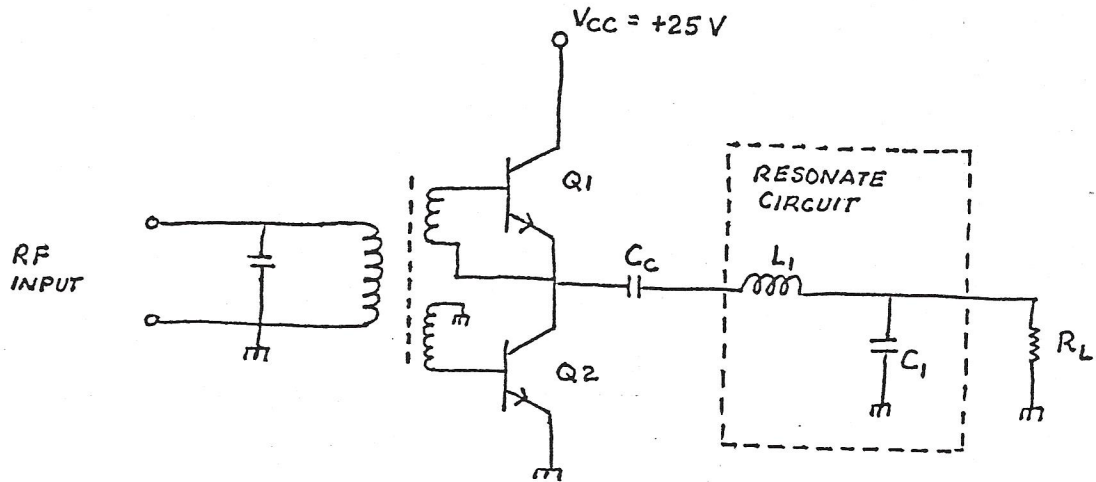 VCC = +25 V
Q1
RESONATE
CIRCUIT
RF
INPUT
CC
L1
Q2
C1
RL